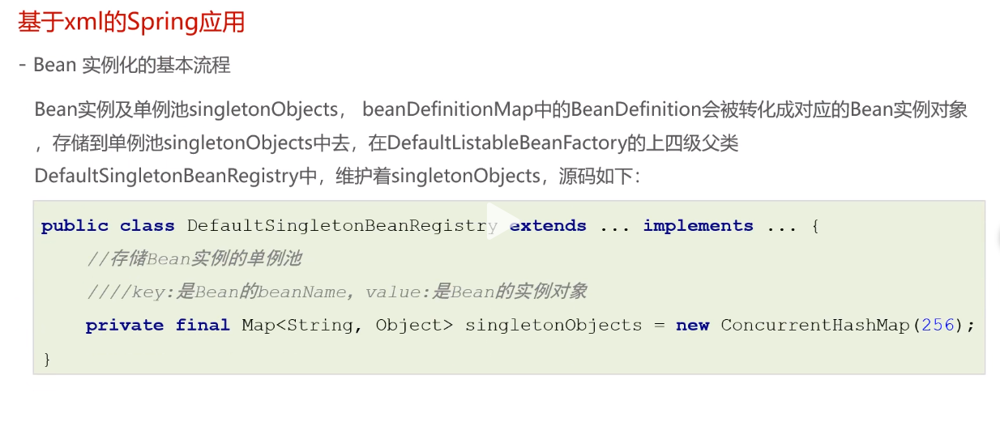 基于xml的Spring应用
- Bean 实例化的基本流程
Bean实例及单例池singletonObjects， beanDefinitionMap中的BeanDefinition会被转化成对应的Bean实例对象
，存储到单例池singletonObjects中去，在DefaultListableBeanFactory的上四级父类
DefaultSingletonBeanRegistry中，维护着singletonObjects，源码如下：
public class DefaultSingletonBeanRegistry extends ... implements ... {
//存储Bean实例的单例池
////key:是Bean的beanName，value:是Bean的实例对象
private final Map<String, Object> singletonObjects = new ConcurrentHashMap(256);
}